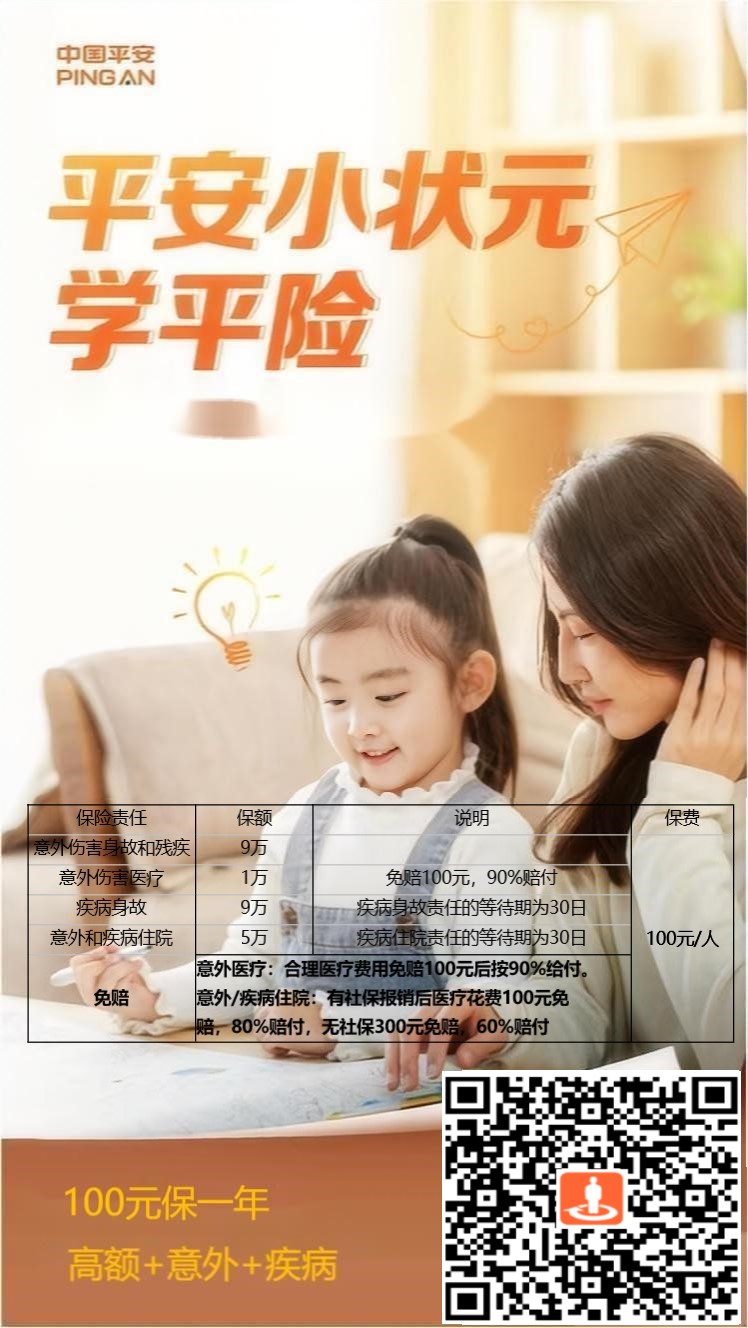 中国平安
PINGAN
平安小状元
学平险
保险责任 保额 说明 保费
意外伤害身故和残疾 9万
意外伤害医疗 1万 免赔100元，90%赔付
疾病身故 9万 疾病身故责任的等待期为30日
意外和疾病住院 5万 疾病住院责任的等待期为30日 100元/人
意外医疗：合理医疗费用免赔100元后按90%给付。
免赔 意外/疾病住院：有社保报销后医疗花费100元免
赔，80%赔付，无社保300元免赔，60%赔付
100元保一年
高额+意外+疾病